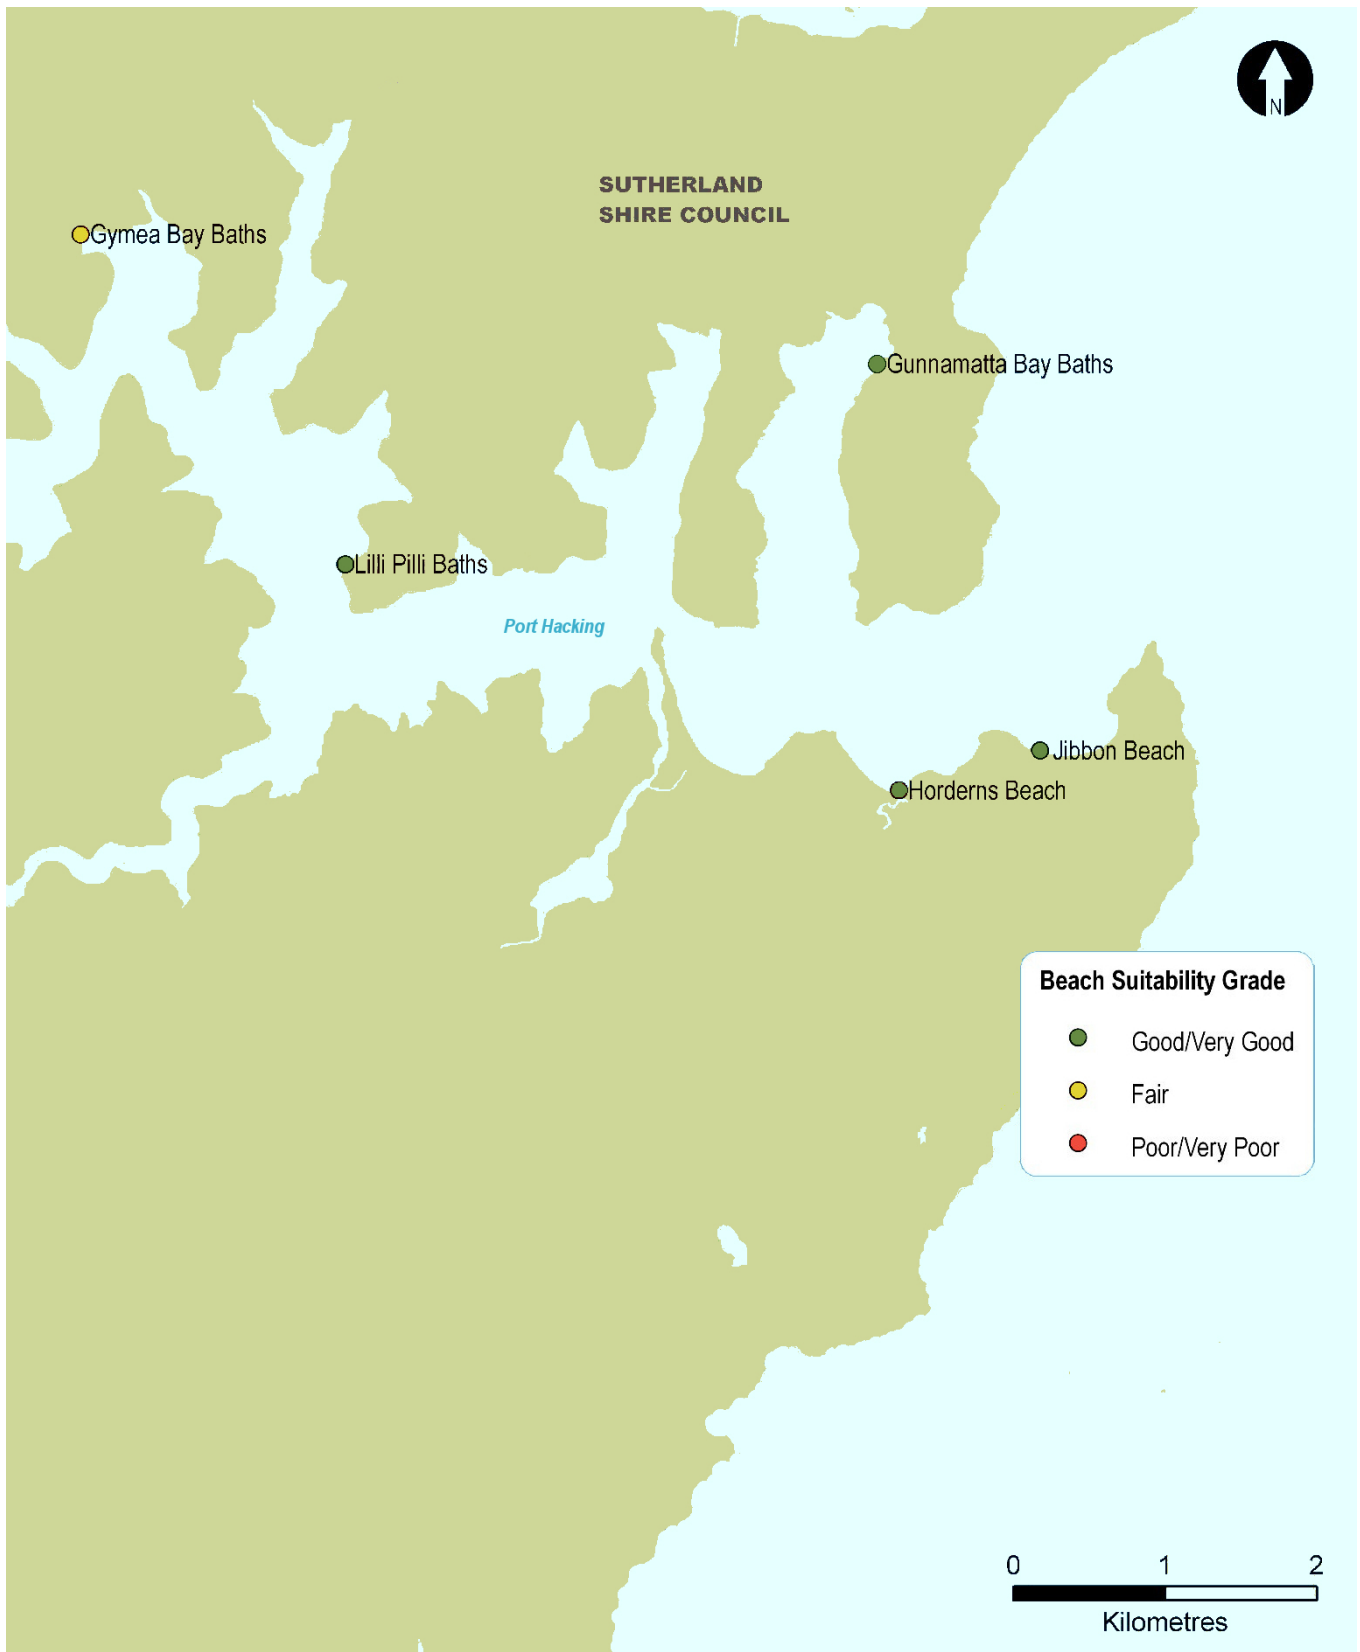 N
SUTHERLAND
SHIRE COUNCIL
Gymea Bay Baths
Gunnamatta Bay Baths
Lilli Pilli Baths
Port Hacking
Jibbon Beach
Horderns Beach
Beach Suitability Grade
Good/Very Good
Fair
Poor/Very Poor
0 1 2
Kilometres